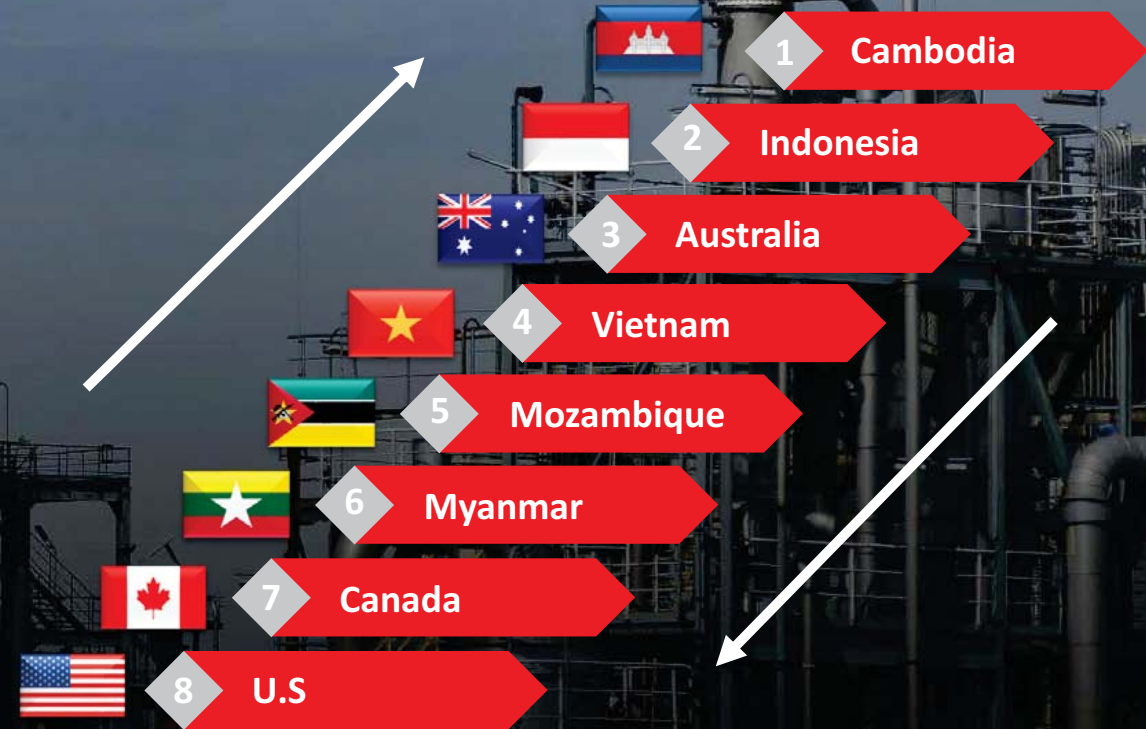 1 Cambodia
2 Indonesia
3 Australia
4 Vietnam
5 Mozambique
6 Myanmar
7 Canada
8 U.S